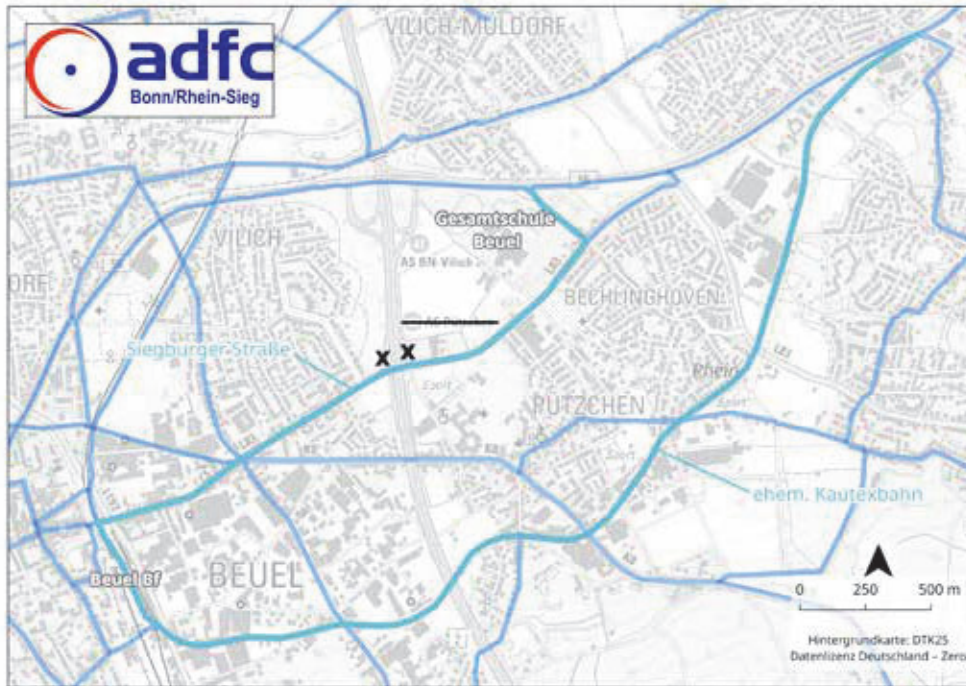 adfc
Bonn/Rhein-Sieg
VILICH-MÜLDORF
Gesamtschule
Beuel
VILICH
AS BN-Vilich
BECHLINGHOVEN
Siegburger Straße
x x
Rhein
PÜTZCHEN
ehem. Kautexbahn
Beuel Bf
BEUEL
0 250 500 m
Hintergrundkarte: DTK25
Datenlizenz Deutschland – Zero